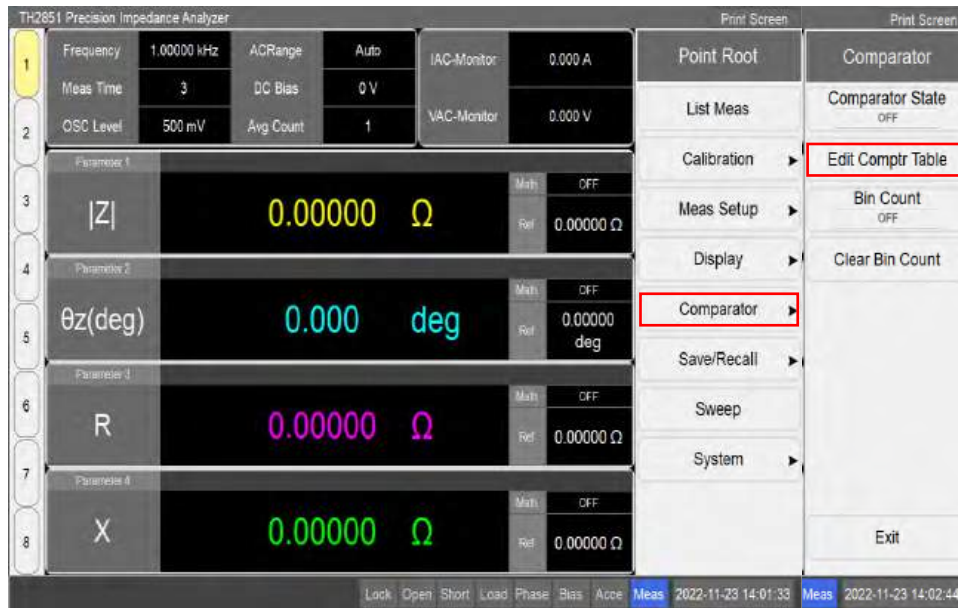 TH2851 Precision Impedance Analyzer
Print Screen
Print Screen
1
2
3
4
5
6
7
8
Frequency 1.00000 kHz ACRange Auto
Meas Time 3 DC Bias 0 V
OSC Level 500 mV Avg Count 1
IAC-Monitor 0.000 A
VAC-Monitor 0.000 V
Parameter 1
|Z| 0.00000 Ω
Math OFF
Ref 0.00000 Ω
Parameter 2
θz(deg) 0.000 deg
Math OFF
Ref 0.00000
deg
Parameter 3
R 0.00000 Ω
Math OFF
Ref 0.00000 Ω
Parameter 4
X 0.00000 Ω
Math OFF
Ref 0.00000 Ω
Point Root
List Meas
Calibration
Meas Setup
Display
Comparator
Save/Recall
Sweep
System
Comparator
Comparator State
OFF
Edit Comptr Table
Bin Count
OFF
Clear Bin Count
Exit
Lock Open Short Load Phase Bias Acce Meas 2022-11-23 14:01:33 Meas 2022-11-23 14:02:44